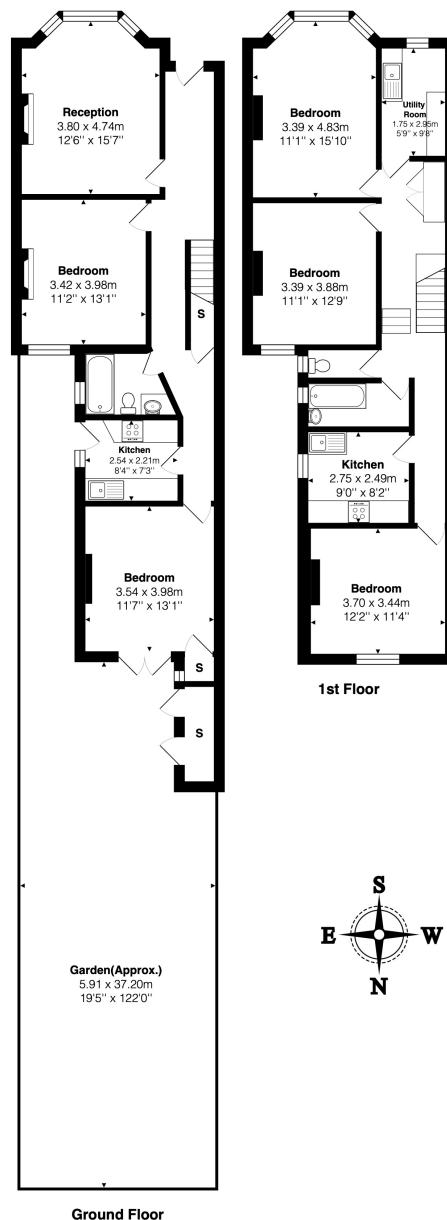 Reception
3.80 x 4.74m
12'6'' x 15'7''
Bedroom
3.42 x 3.98m
11'2'' x 13'1''
S
Kitchen
2.54 x 2.21m
8'4'' x 7'3''
Bedroom
3.54 x 3.98m
11'7'' x 13'1''
S
S
Garden(Approx.)
5.91 x 37.20m
19'5'' x 122'0''
Ground Floor
Bedroom
3.39 x 4.83m
11'1'' x 15'10''
Utility
Room
1.75 x 2.95m
5'9'' x 9'8''
Bedroom
3.39 x 3.88m
11'1'' x 12'9''
Kitchen
2.75 x 2.49m
9'0'' x 8'2''
Bedroom
3.70 x 3.44m
12'2'' x 11'4''
1st Floor
S
E W
N